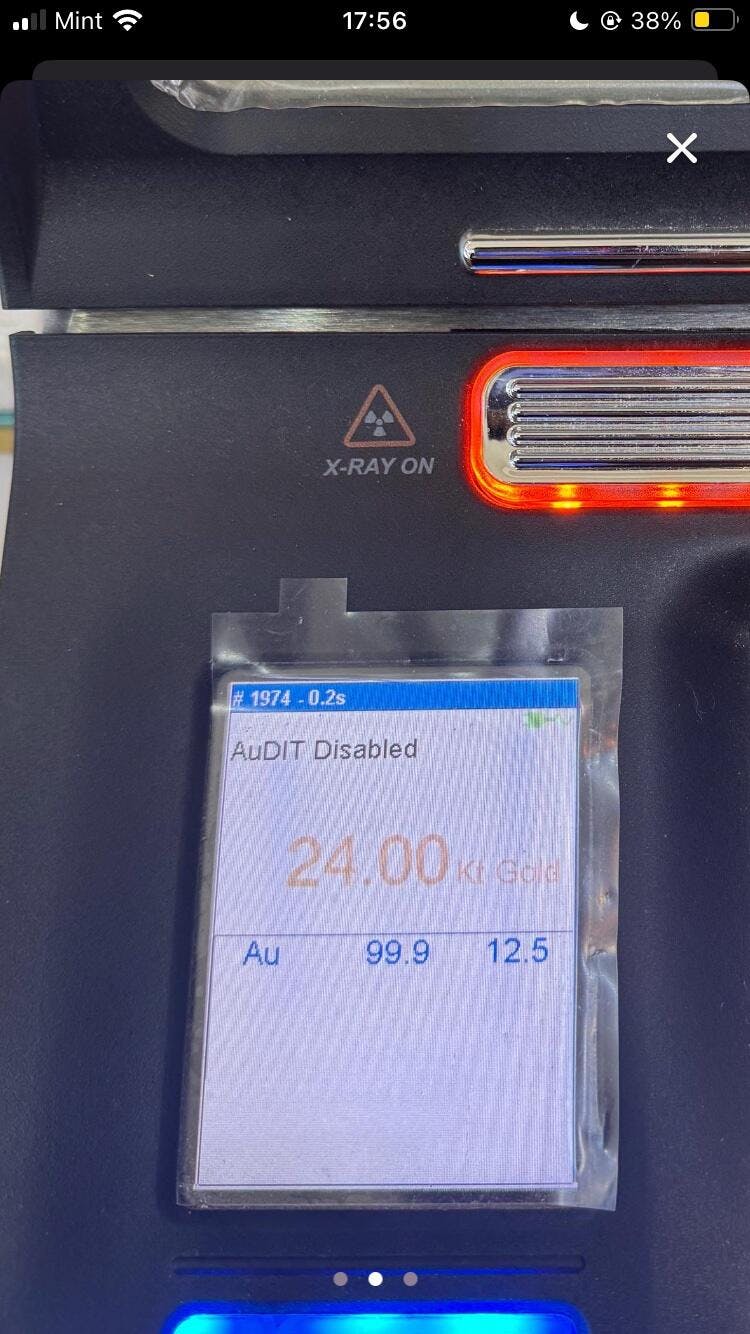 Mint 17:56 38%
X-RAY ON
# 1974 - 0.2s
AuDIT Disabled
24.00 Kt Gold
Au 99.9 12.5